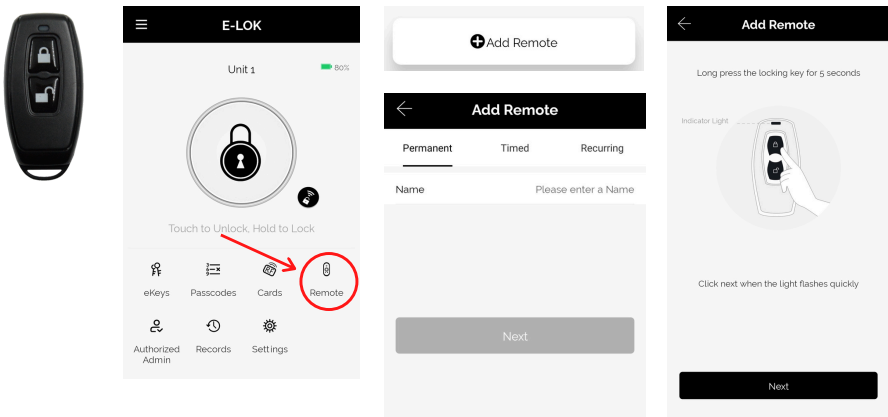 E-LOK
Unit 1
80%
Touch to Unlock, Hold to Lock
eKeys
Passcodes
Cards
Remote
Authorized
Admin
Records
Settings
Add Remote
Add Remote
Permanent
Timed
Recurring
Name
Please enter a Name
Next
Add Remote
Long press the locking key for 5 seconds
Indicator Light
Click next when the light flashes quickly
Next